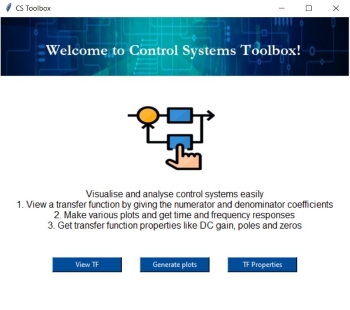 CS Toolbox
Welcome to Control Systems Toolbox!
Visualise and analyse control systems easily
1. View a transfer function by giving the numerator and denominator coefficients
2. Make various plots and get time and frequency responses
3. Get transfer function properties like DC gain, poles and zeros
View TF
Generate plots
TF Properties